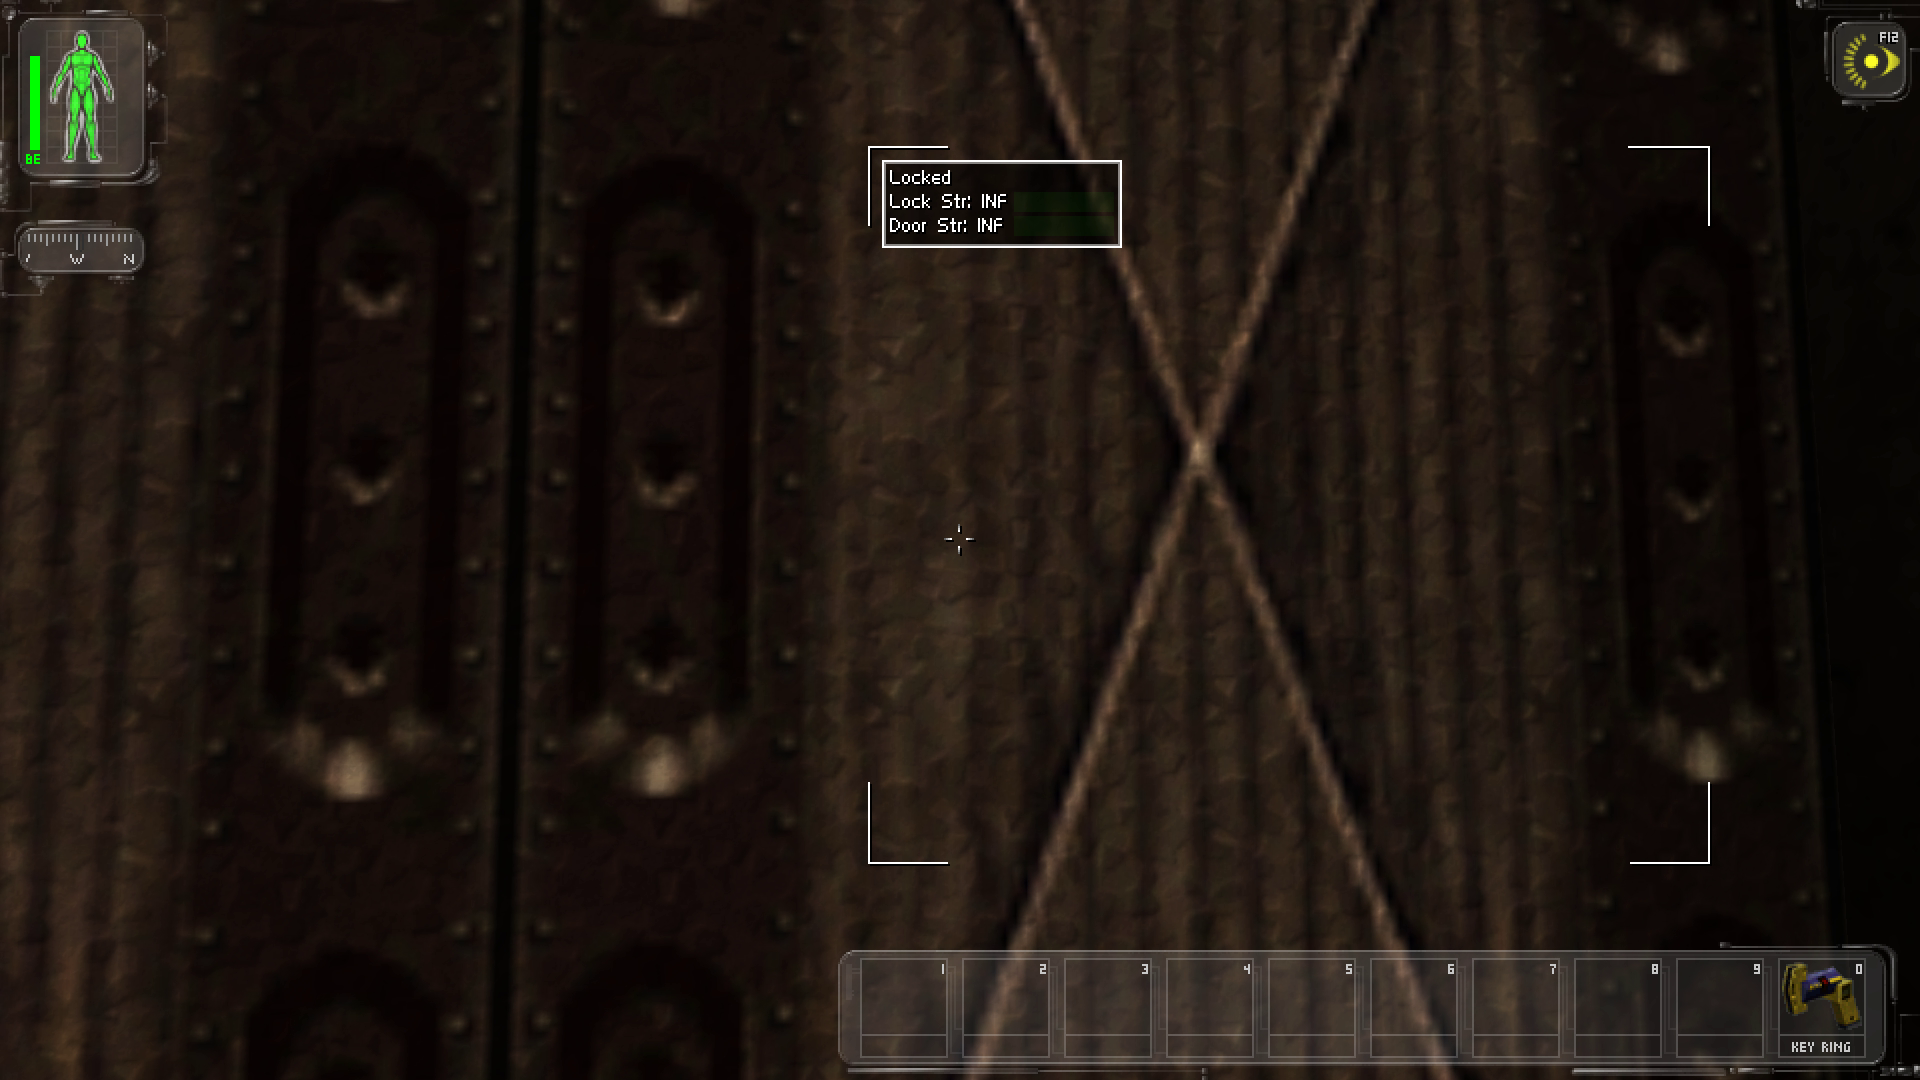 F12
BE
W N
Locked
Lock Str: INF
Door Str: INF
1 2 3 4 5 6 7 8 9 0
KEY RING